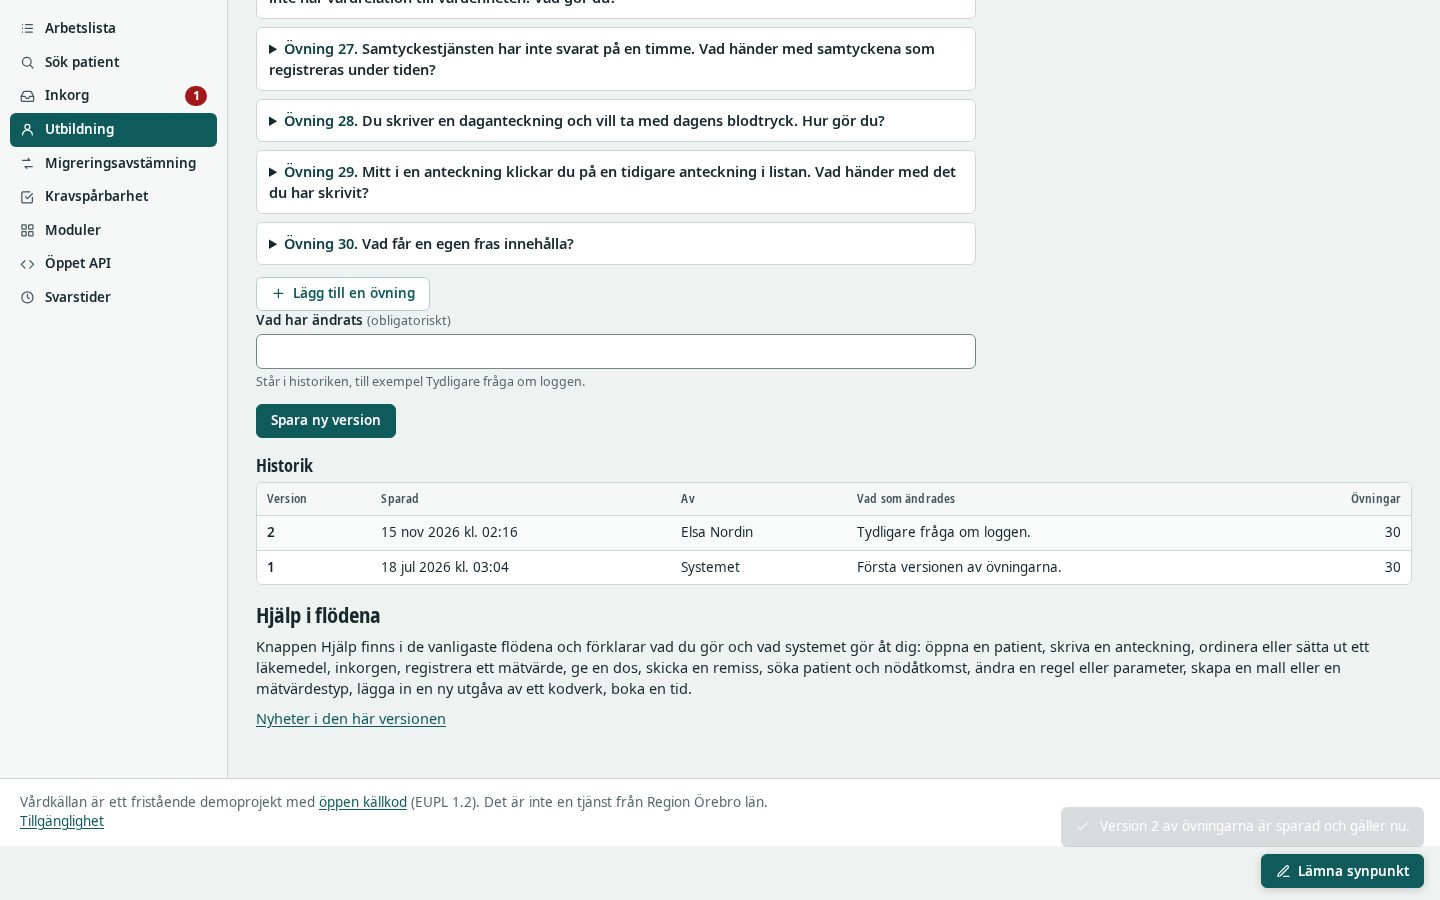 Arbetslista
Sök patient
Inkorg
1
Utbildning
Migreringsavstämning
Kravspårbarhet
Moduler
Öppet API
Svarstider
Övning 27. Samtyckestjänsten har inte svarat på en timme. Vad händer med samtyckena som
registreras under tiden?
Övning 28. Du skriver en daganteckning och vill ta med dagens blodtryck. Hur gör du?
Övning 29. Mitt i en anteckning klickar du på en tidigare anteckning i listan. Vad händer med det
du har skrivit?
Övning 30. Vad får en egen fras innehålla?
Lägg till en övning
Vad har ändrats (obligatoriskt)
Står i historiken, till exempel Tydligare fråga om loggen.
Spara ny version
Historik
Version Sparad Av Vad som ändrades Övningar
2 15 nov 2026 kl. 02:16 Elsa Nordin Tydligare fråga om loggen. 30
1 18 jul 2026 kl. 03:04 Systemet Första versionen av övningarna. 30
Hjälp i flödena
Knappen Hjälp finns i de vanligaste flödena och förklarar vad du gör och vad systemet gör åt dig: öppna en patient, skriva en anteckning, ordinera eller sätta ut ett
läkemedel, inkorgen, registrera ett mätvärde, ge en dos, skicka en remiss, söka patient och nödåtkomst, ändra en regel eller parameter, skapa en mall eller en
mätvärdestyp, lägga in en ny utgåva av ett kodverk, boka en tid.
Nyheter i den här versionen
Vårdkällan är ett fristående demoprojekt med öppen källkod (EUPL 1.2). Det är inte en tjänst från Region Örebro län.
Tillgänglighet
Version 2 av övningarna är sparad och gäller nu.
Lämna synpunkt